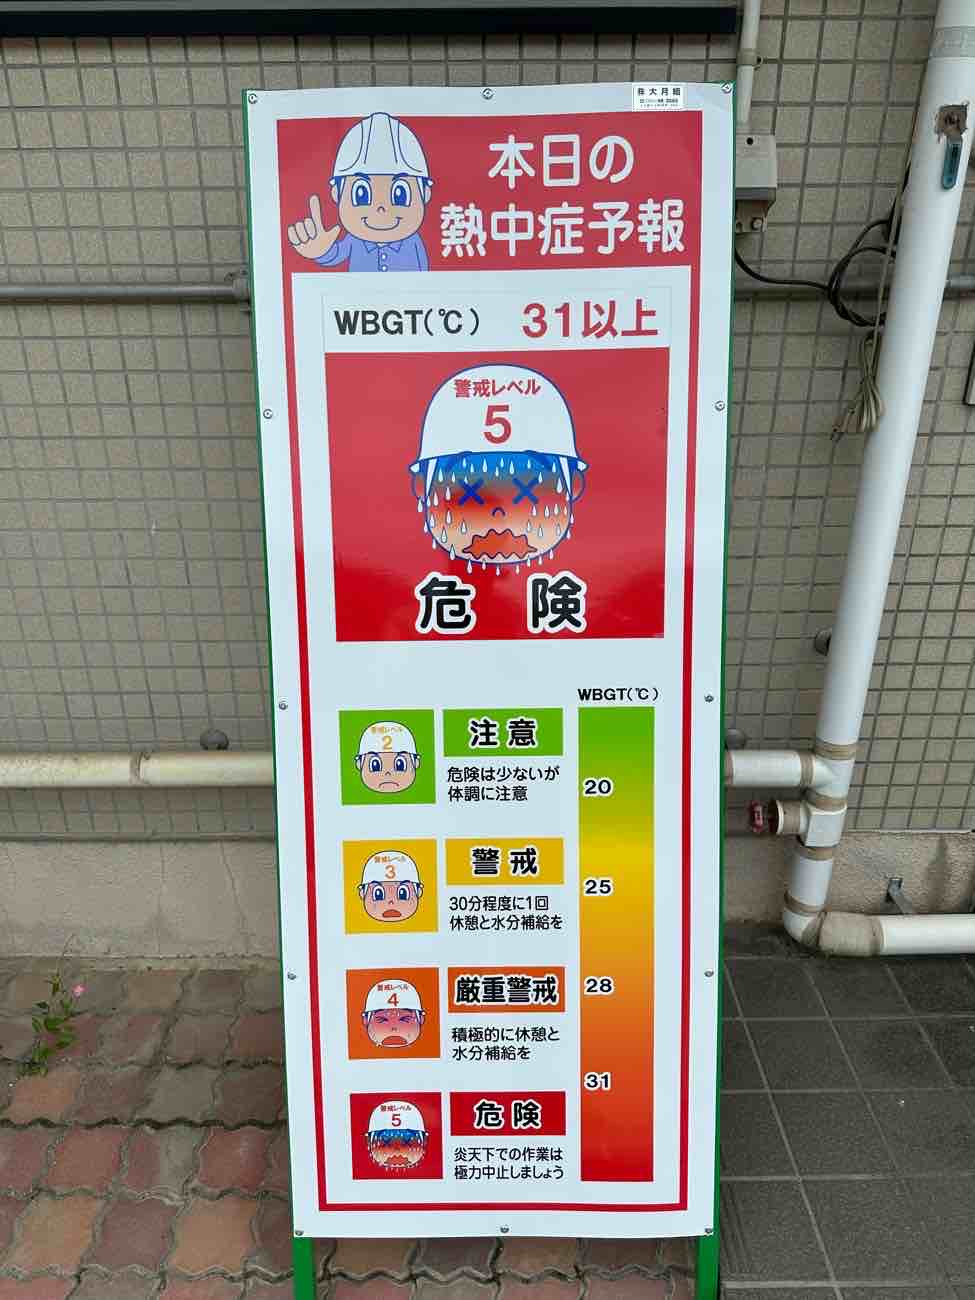 株大月組
本日の
熱中症予報
WBGT(℃) 31以上
警戒レベル
5
危険
WBGT(℃)
警戒レベル
2
注意
危険は少ないが
体調に注意
20
警戒レベル
3
警戒
30分程度に1回
休憩と水分補給を
25
警戒レベル
4
厳重警戒
積極的に休憩と
水分補給を
28
31
警戒レベル
5
危険
炎天下での作業は
極力中止しましょう